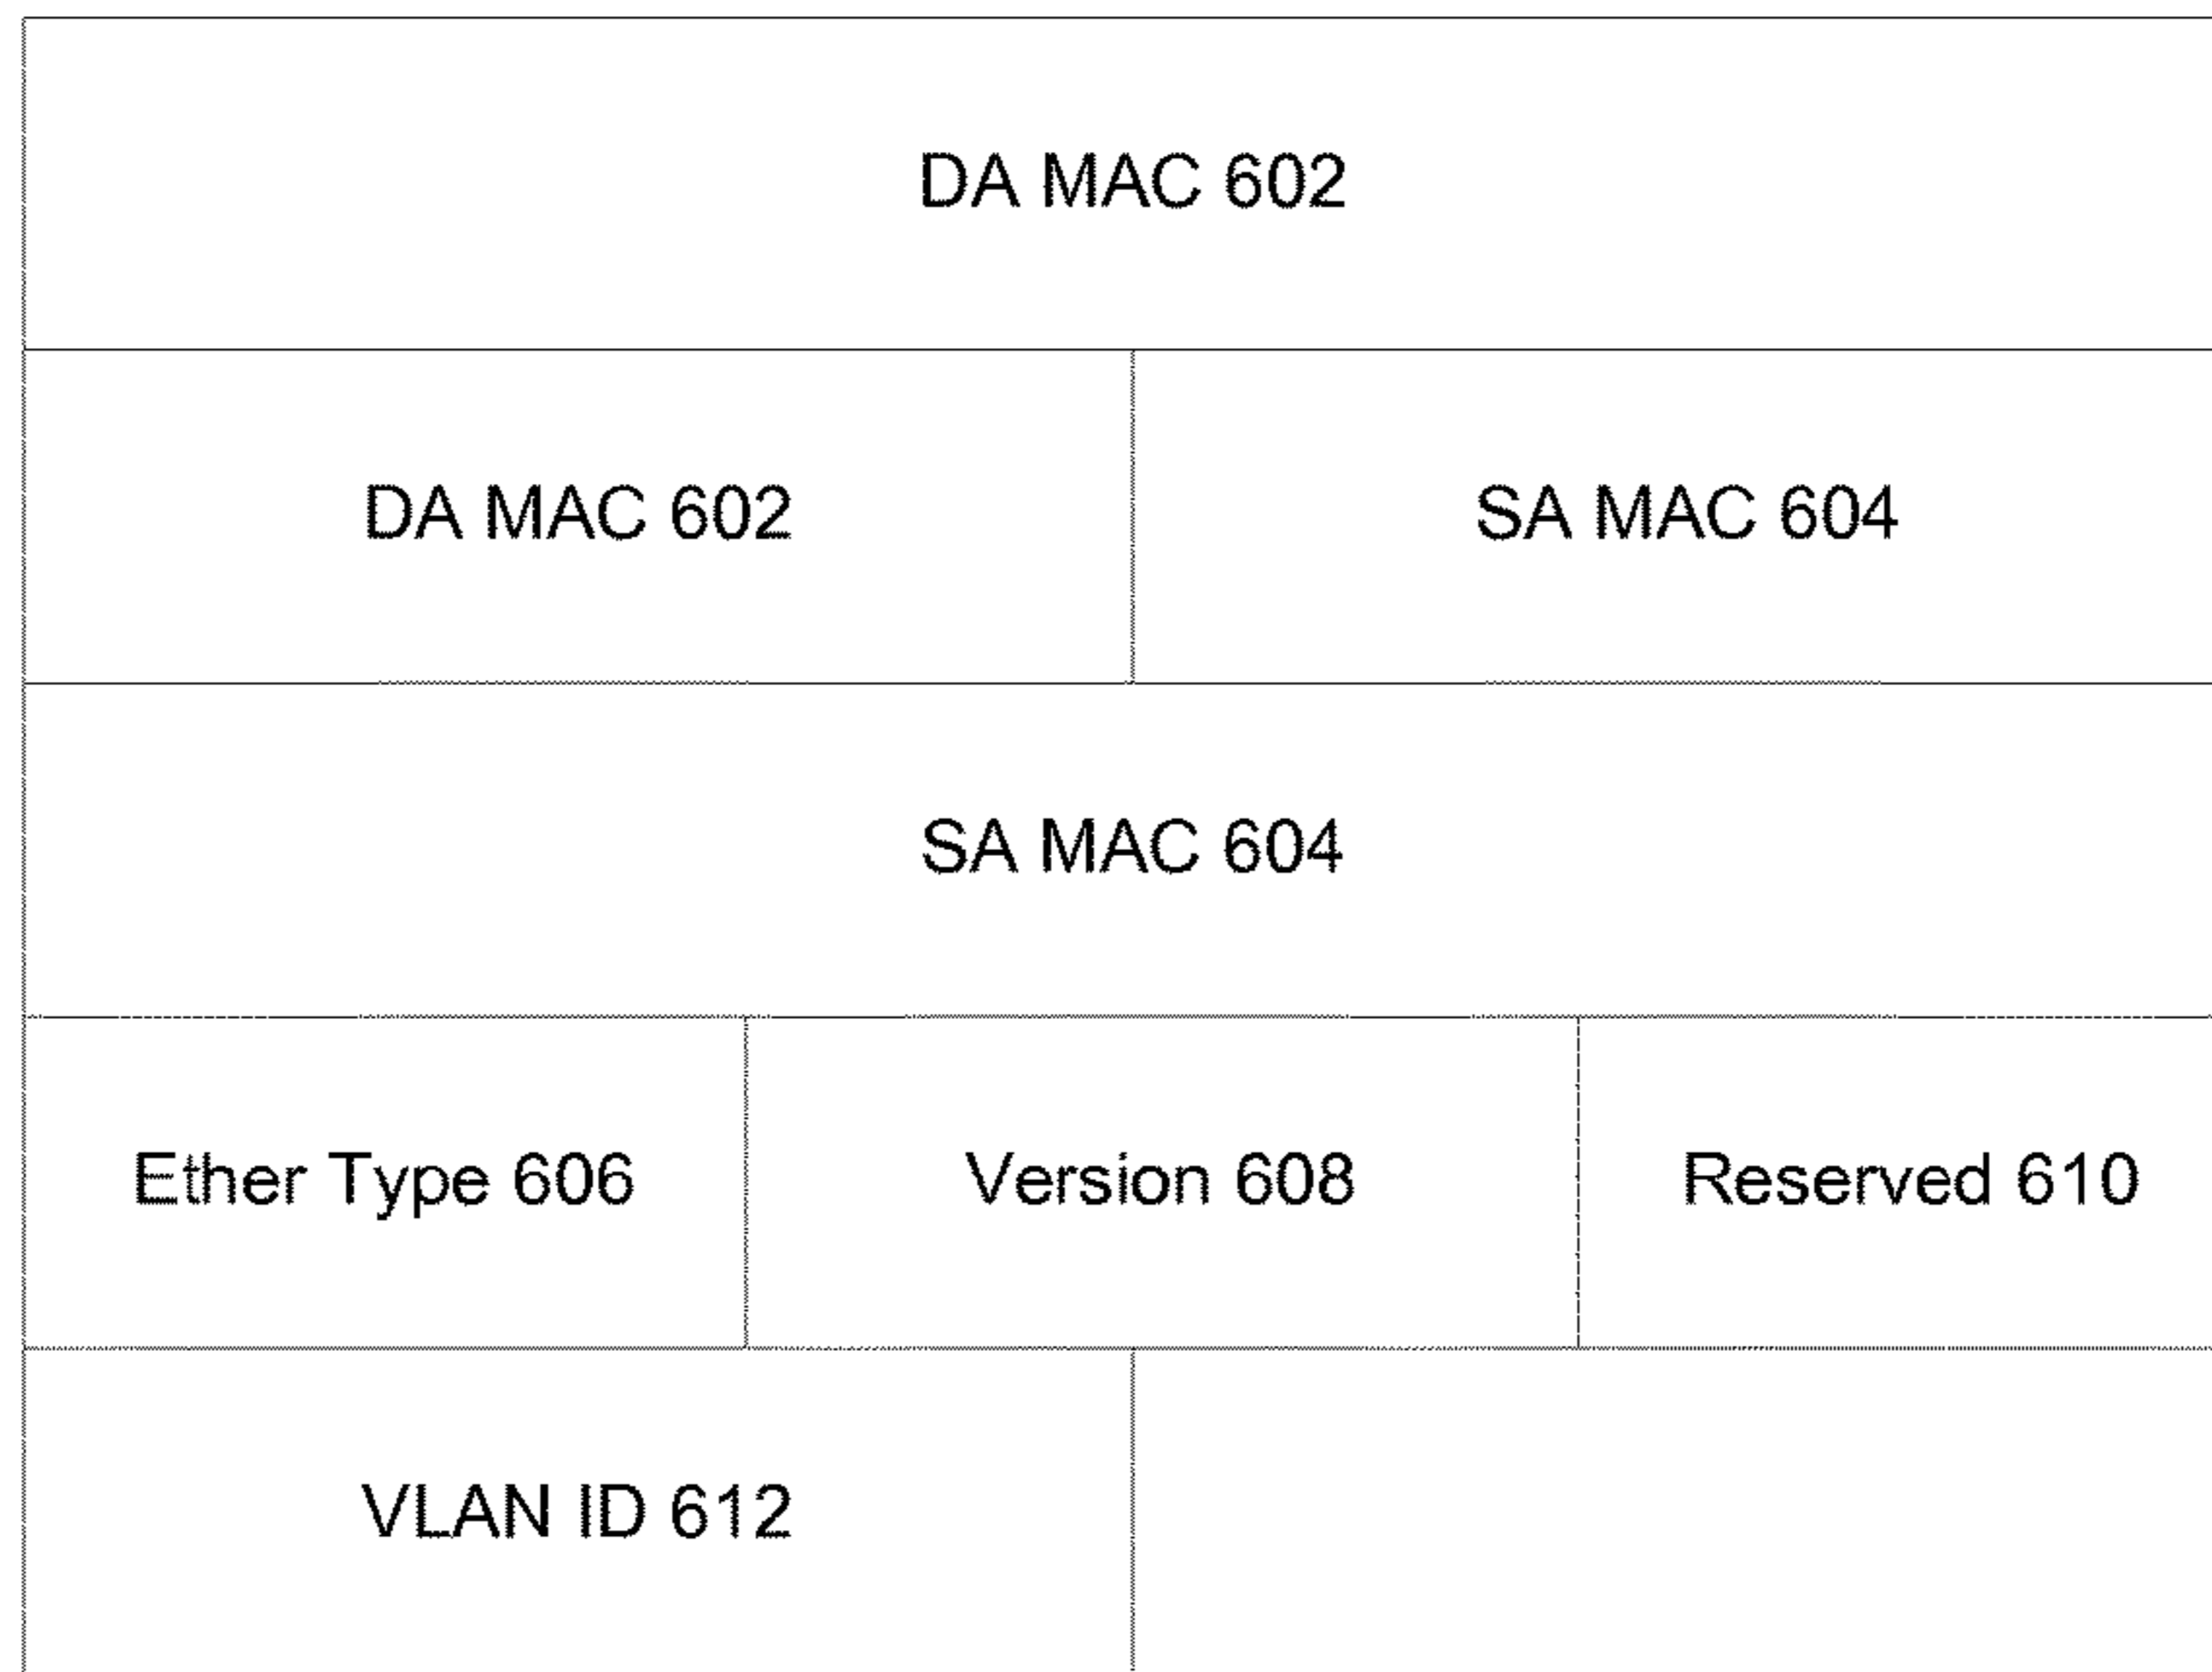 DA MAC 602
DA MAC 602 SA MAC 604
SA MAC 604
Ether Type 606 Version 608 Reserved 610
VLAN ID 612